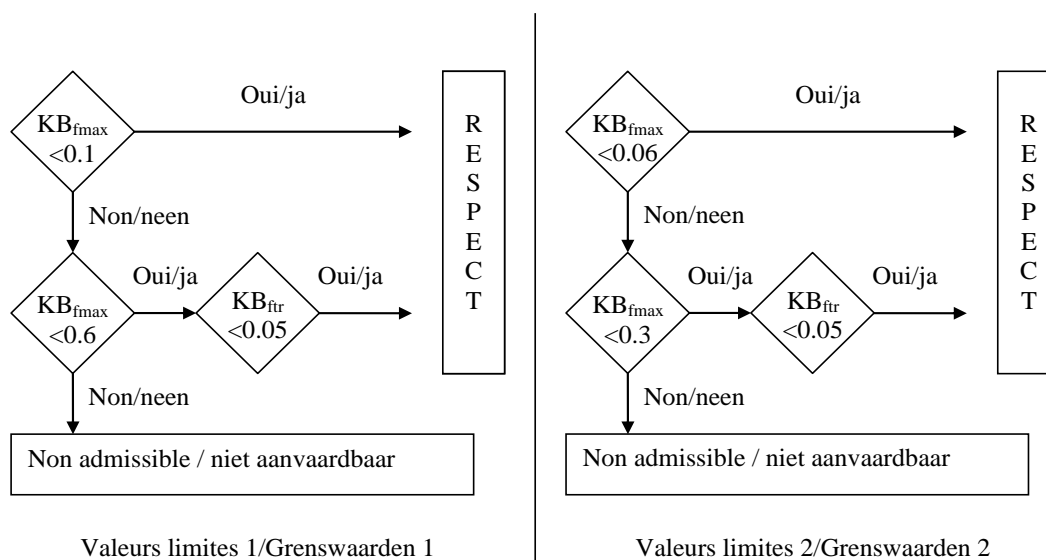 Oui/ja
KBfmax
<0.1
Non/neen
Oui/ja
Oui/ja
KBfmax
<0.6
KBftr
<0.05
Non/neen
R
E
S
P
E
C
T
Non admissible / niet aanvaardbaar
Valeurs limites 1/Grenswaarden 1
Oui/ja
KBfmax
<0.06
Non/neen
Oui/ja
Oui/ja
KBfmax
<0.3
KBftr
<0.05
Non/neen
R
E
S
P
E
C
T
Non admissible / niet aanvaardbaar
Valeurs limites 2/Grenswaarden 2